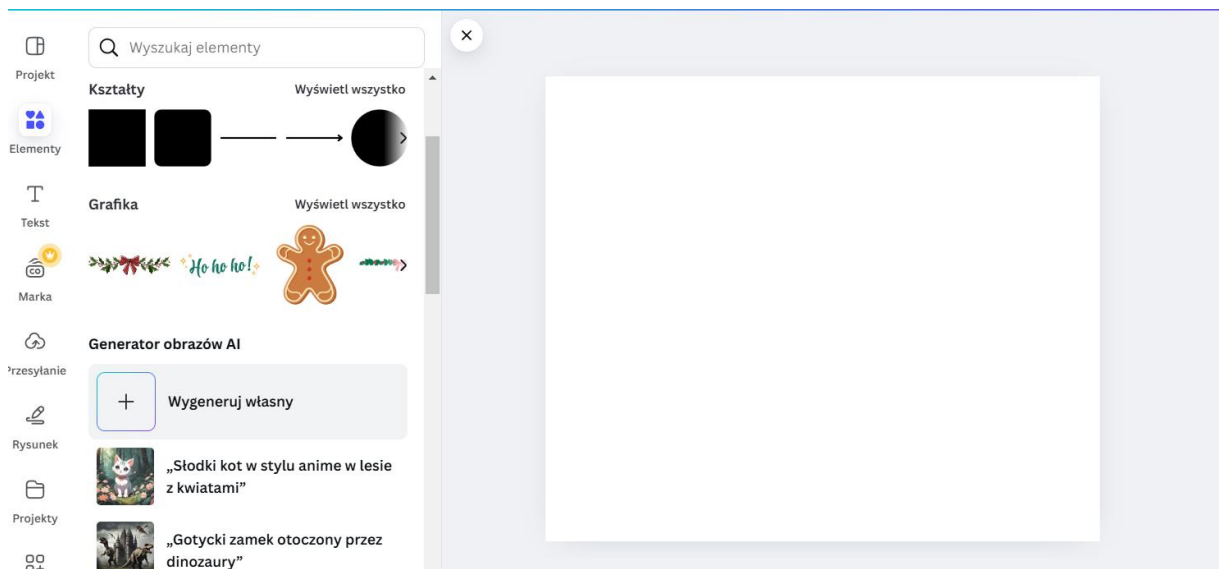 Projekt
Elementy
Tekst
Marka
Przesyłanie
Rysunek
Projekty
Wyszukaj elementy
Kształty
Wyświetl wszystko
Grafika
Wyświetl wszystko
Ho ho ho!
Generator obrazów AI
Wygeneruj własny
„Słodki kot w stylu anime w lesie
z kwiatami”
„Gotycki zamek otoczony przez
dinozaury”